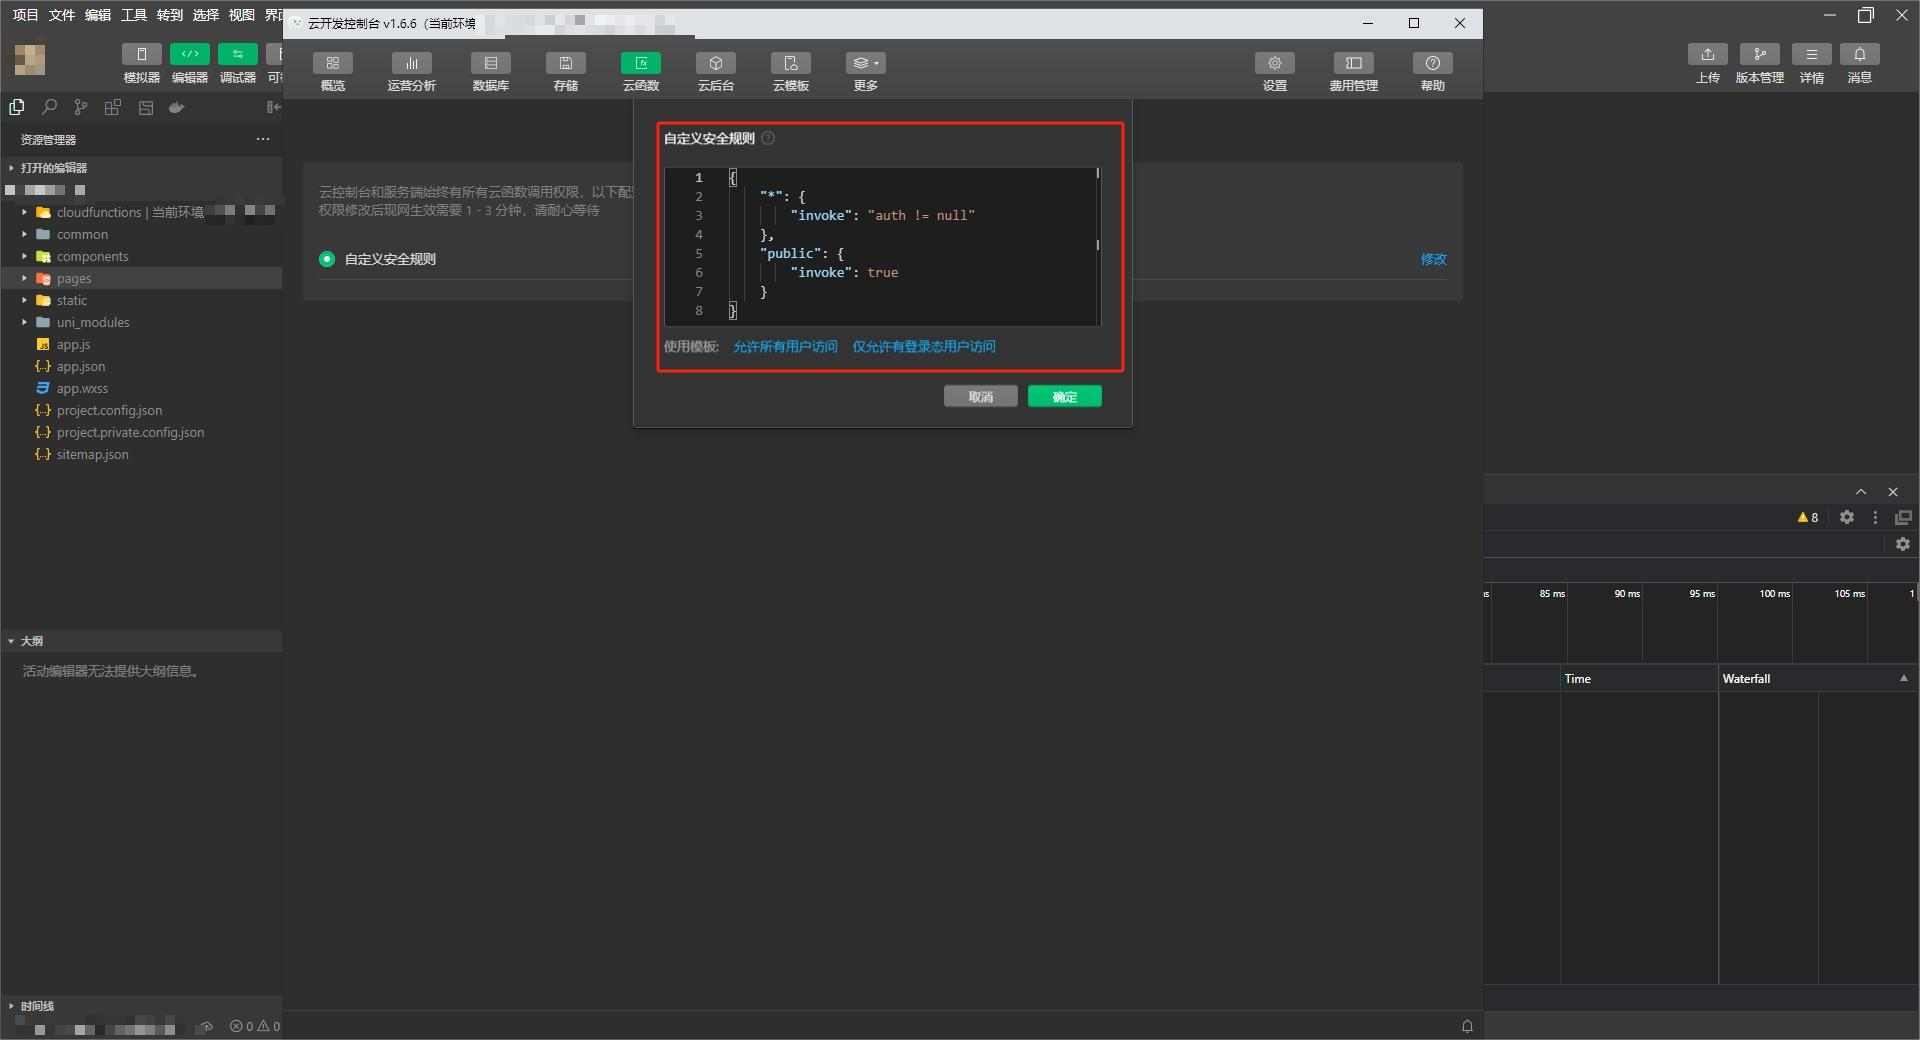 项目 文件 编辑 工具 转到 选择 视图
云开发控制台 v1.6.6（当前环境
模拟器 编辑器 调试器
概览 运营分析 数据库 存储 云函数 云后台 云模板 更多 设置 费用管理 帮助
上传 版本管理 详情 消息
资源管理器
打开的编辑器
cloudfunctions | 当前环境
common
components
pages
static
uni_modules
app.js
app.json
app.wxss
project.config.json
project.private.config.json
sitemap.json
大纲
活动编辑器无法提供大纲信息。
时间线
0 0
云控制台和服务端始终有所有云函数调用权限，以下配
权限修改后现网生效需要 1 - 3 分钟，请耐心等待
自定义安全规则
修改
自定义安全规则
1 {
2 "*": {
3 "invoke": "auth != null"
4 },
5 "public": {
6 "invoke": true
7 }
8 }
使用模板: 允许所有用户访问 仅允许有登录态用户访问
取消 确定
8
85 ms 90 ms 95 ms 100 ms 105 ms 1
Time Waterfall